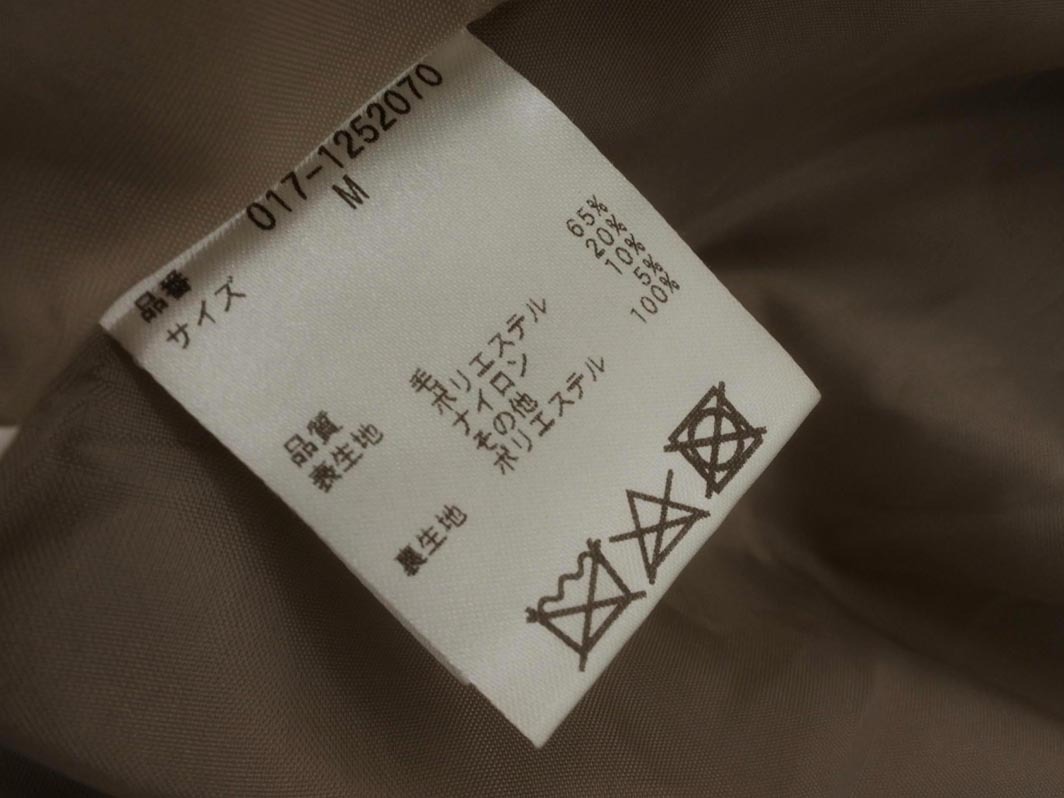 品番 017-1252070
サイズ M
品質
表生地 毛 65%
ポリエステル 20%
ナイロン 10%
その他 5%
裏生地 ポリエステル 100%